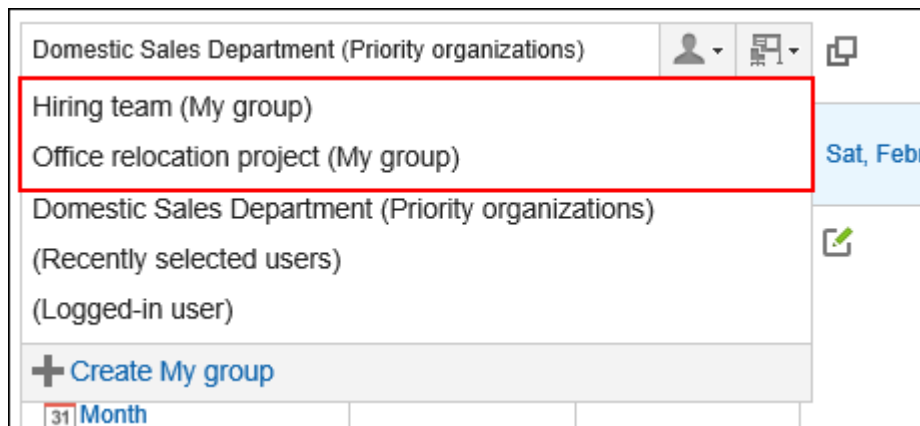 Domestic Sales Department (Priority organizations)
Hiring team (My group)
Office relocation project (My group)
Sat, Febr
Domestic Sales Department (Priority organizations)
(Recently selected users)
(Logged-in user)
Create My group
31 Month